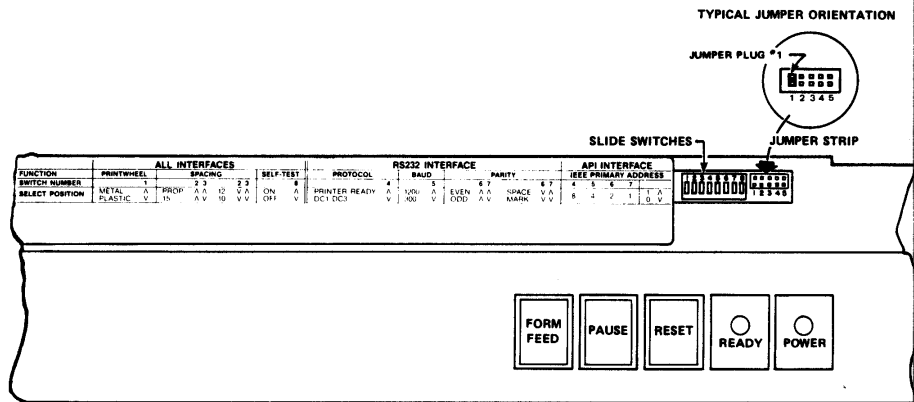 TYPICAL JUMPER ORIENTATION
JUMPER PLUG #1
1 2 3 4 5
SLIDE SWITCHES
JUMPER STRIP
ALL INTERFACES RS232 INTERFACE API INTERFACE
FUNCTION PRINTWHEEL SPACING SELF-TEST PROTOCOL BAUD PARITY IEEE PRIMARY ADDRESS
SWITCH NUMBER 1 2 3 2 3 8 4 5 6 7 6 7 4 5 6 7
SELECT POSITION METAL Λ PROP Λ Λ 12 V Λ ON Λ PRINTER READY Λ 1200 Λ EVEN Λ Λ SPACE V Λ 8 4 2 1 1 Λ
PLASTIC V 15 Λ V 10 V V OFF V DC1 DC3 V 300 V ODD Λ V MARK V V 0 V
1 2 3 4 5 6 7 8
1 2 3 4 5
FORM FEED
PAUSE
RESET
READY
POWER